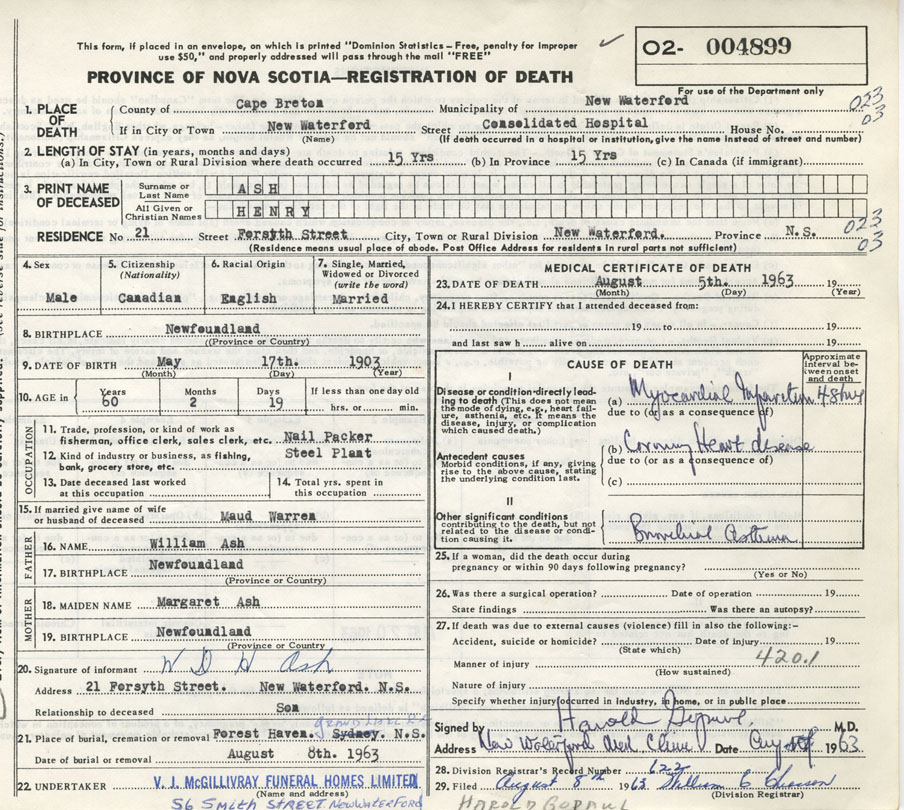 This form, if placed in an envelope, on which is printed "Dominion Statistics – Free, penalty for improper
use $50," and properly addressed will pass through the mail "FREE"
O2- 004899
PROVINCE OF NOVA SCOTIA—REGISTRATION OF DEATH
For use of the Department only
1. PLACE OF DEATH County of Cape Breton Municipality of New Waterford 023
If in City or Town New Waterford Street Consolidated Hospital House No. 03
(Name) (If death occurred in a hospital or institution, give the name instead of street and number)
2. LENGTH OF STAY (in years, months and days)
(a) In City, Town or Rural Division where death occurred 15 Yrs (b) In Province 15 Yrs (c) In Canada (if immigrant)
3. PRINT NAME OF DECEASED
Surname or Last Name ASH
All Given or Christian Names HENRY
RESIDENCE No 21 Street Forsyth Street City, Town or Rural Division New Waterford. Province N.S. 023 03
(Residence means usual place of abode. Post Office Address for residents in rural parts not sufficient)
4. Sex Male
5. Citizenship (Nationality) Canadian
6. Racial Origin English
7. Single, Married, Widowed or Divorced (write the word) Married
8. BIRTHPLACE Newfoundland
(Province or Country)
9. DATE OF BIRTH May 17th. 1903
(Month) (Day) (Year)
10. AGE in Years 60 Months 2 Days 19 If less than one day old hrs. or min.
OCCUPATION
11. Trade, profession, or kind of work as fisherman, office clerk, sales clerk, etc. Nail Packer
12. Kind of industry or business, as fishing, bank, grocery store, etc. Steel Plant
13. Date deceased last worked at this occupation
14. Total yrs. spent in this occupation
15. If married give name of wife or husband of deceased Maud Warren
FATHER
16. NAME William Ash
17. BIRTHPLACE Newfoundland
(Province or Country)
MOTHER
18. MAIDEN NAME Margaret Ash
19. BIRTHPLACE Newfoundland
(Province or Country)
20. Signature of informant W D H Ash
Address 21 Forsyth Street. New Waterford. N.S.
Relationship to deceased Son
21. Place of burial, cremation or removal Forest Haven. Sydney. N.S.
Date of burial or removal August 8th. 1963
22. UNDERTAKER V. J. McGILLIVRAY FUNERAL HOMES LIMITED
(Name and address)
56 SMITH STREET. NEW WATERFORD
MEDICAL CERTIFICATE OF DEATH
23. DATE OF DEATH August 5th. 1963 19
(Month) (Day) (Year)
24. I HEREBY CERTIFY that I attended deceased from:
19 to 19
and last saw h alive on 19
CAUSE OF DEATH
Approximate interval between onset and death
I
Disease or condition directly leading to death (This does not mean the mode of dying, e.g., heart failure, asthenia, etc. It means the disease, injury, or complication which caused death.)
(a) Myocardial Infarction 48 hrs
due to (or as a consequence of)
Antecedent causes
Morbid conditions, if any, giving rise to the above cause, stating the underlying condition last.
(b) Coronary Heart disease
due to (or as a consequence of)
(c)
II
Other significant conditions contributing to the death, but not related to the disease or condition causing it.
Bronchial Asthma
25. If a woman, did the death occur during pregnancy or within 90 days following pregnancy?
(Yes or No)
26. Was there a surgical operation? Date of operation 19
State findings Was there an autopsy?
27. If death was due to external causes (violence) fill in also the following:-
Accident, suicide or homicide? Date of injury 19
(State which)
Manner of injury 420.1
(How sustained)
Nature of injury
Specify whether injury occurred in industry, in home, or in public place
Signed by Harold M.D.
Address New Waterford Med Clinic Date Aug 1963
28. Division Registrar's Record Number 622
29. Filed August 8th 1963 William
(Division Registrar)
HAROLD